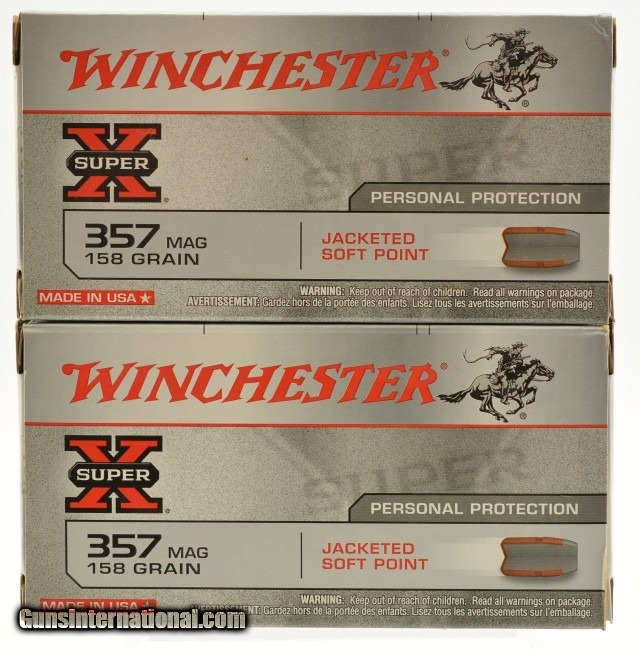 WINCHESTER®
SUPER X®
SUPER
PERSONAL PROTECTION
357 MAG
158 GRAIN
JACKETED
SOFT POINT
MADE IN USA
WARNING: Keep out of reach of children. Read all warnings on package.
AVERTISSEMENT: Gardez hors de la portée des enfants. Lisez tous les avertissements sur l'emballage.
WINCHESTER®
SUPER X®
SUPER
PERSONAL PROTECTION
357 MAG
158 GRAIN
JACKETED
SOFT POINT
MADE IN USA
WARNING: Keep out of reach of children. Read all warnings on package.
AVERTISSEMENT: Gardez hors de la portée des enfants. Lisez tous les avertissements sur l'emballage.
Gunsinternational.com